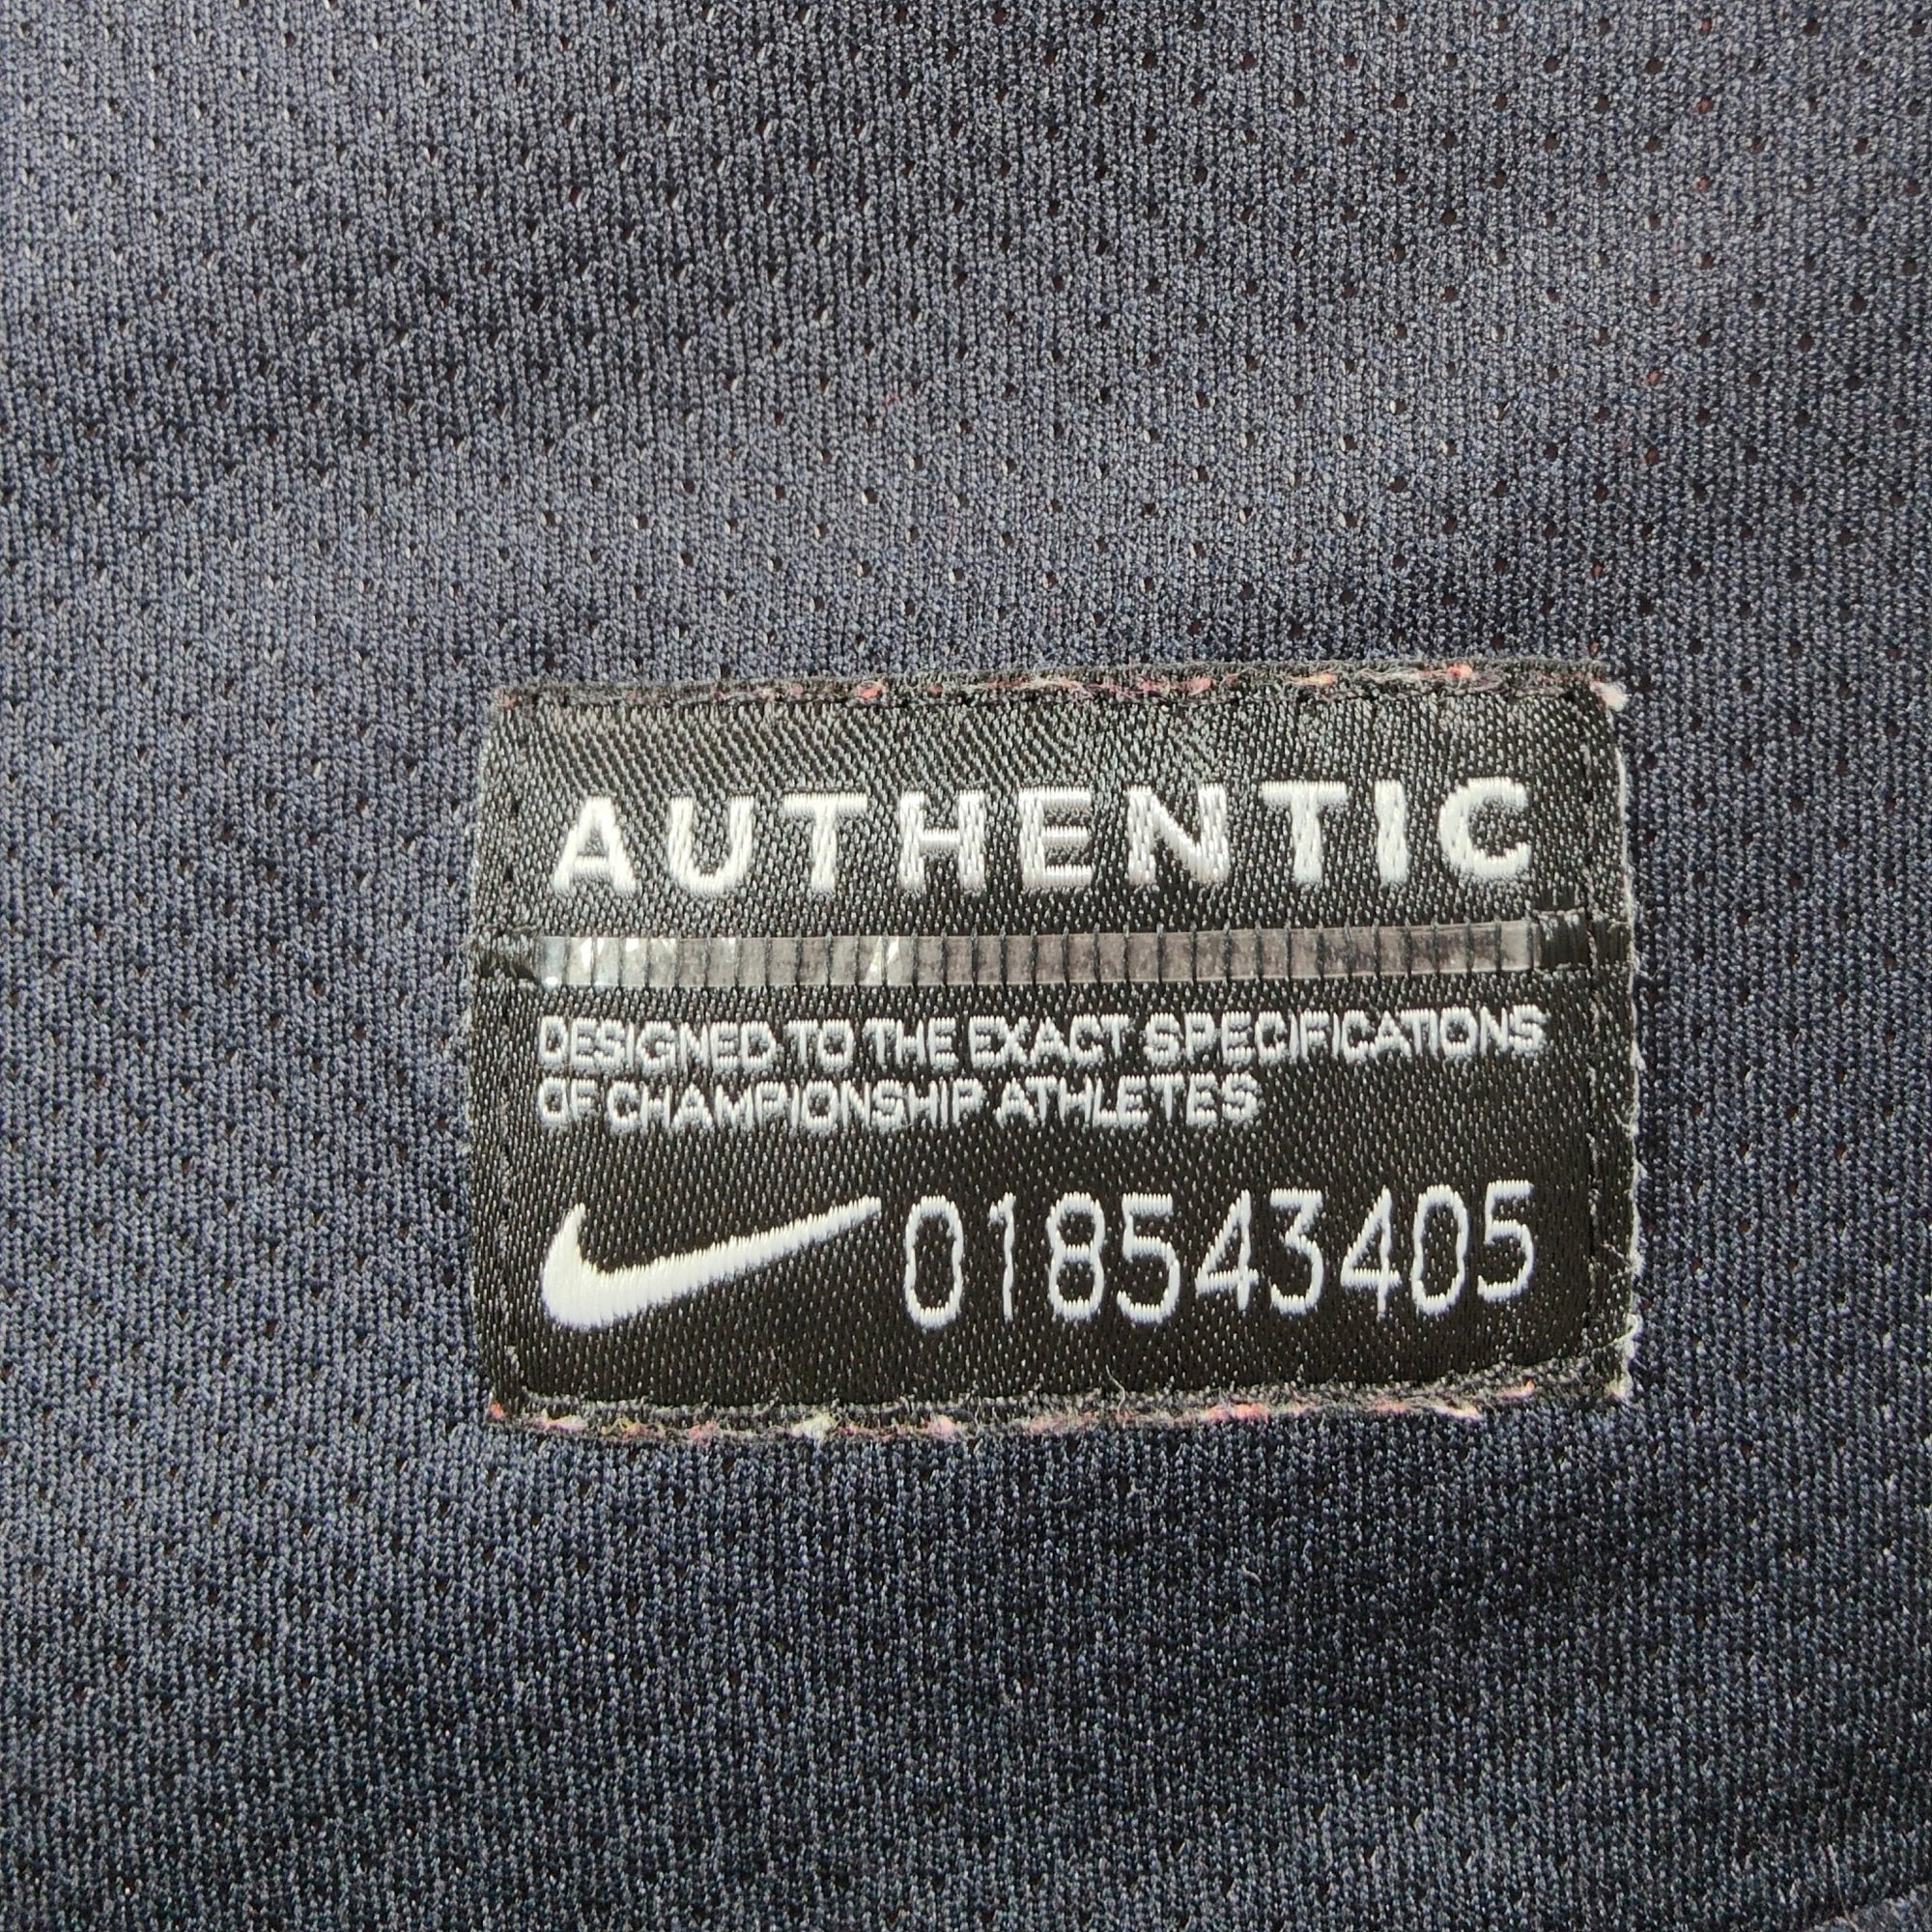 AUTHENTIC
DESIGNED TO THE EXACT SPECIFICATIONS
OF CHAMPIONSHIP ATHLETES
018543405